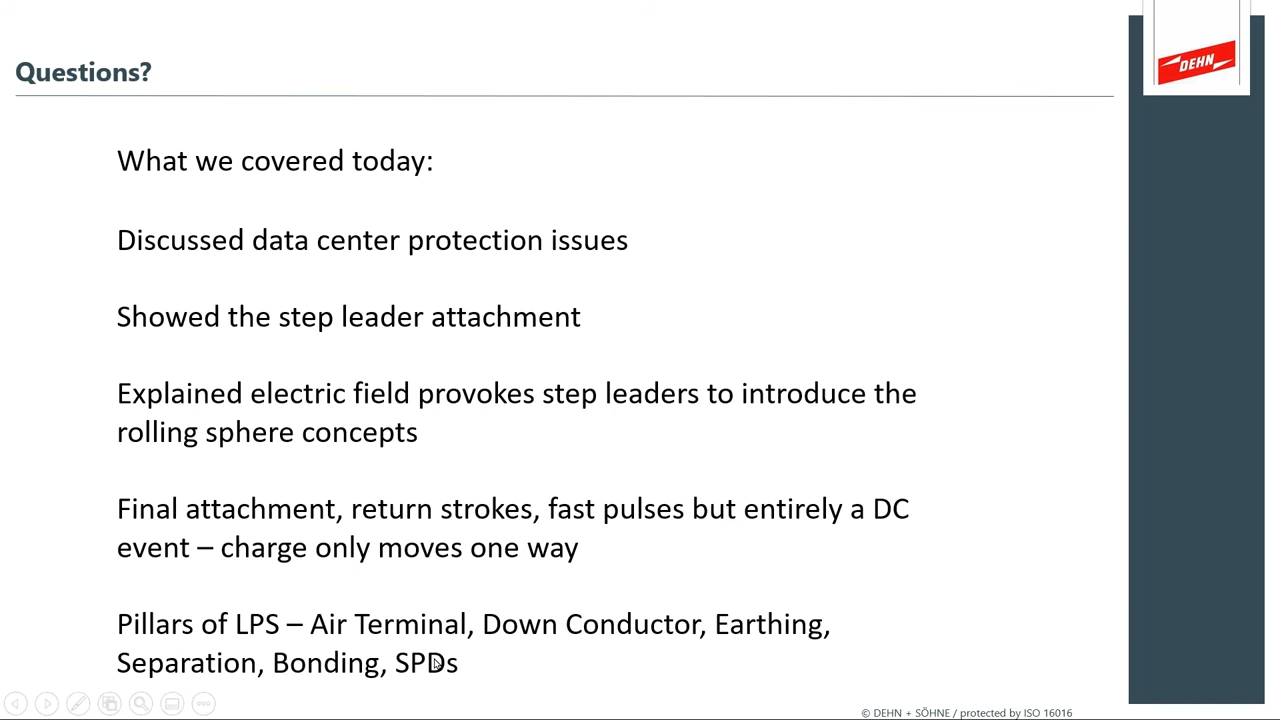 Questions?
DEHN
What we covered today:
Discussed data center protection issues
Showed the step leader attachment
Explained electric field provokes step leaders to introduce the
rolling sphere concepts
Final attachment, return strokes, fast pulses but entirely a DC
event – charge only moves one way
Pillars of LPS – Air Terminal, Down Conductor, Earthing,
Separation, Bonding, SPDs
© DEHN + SÖHNE / protected by ISO 16016